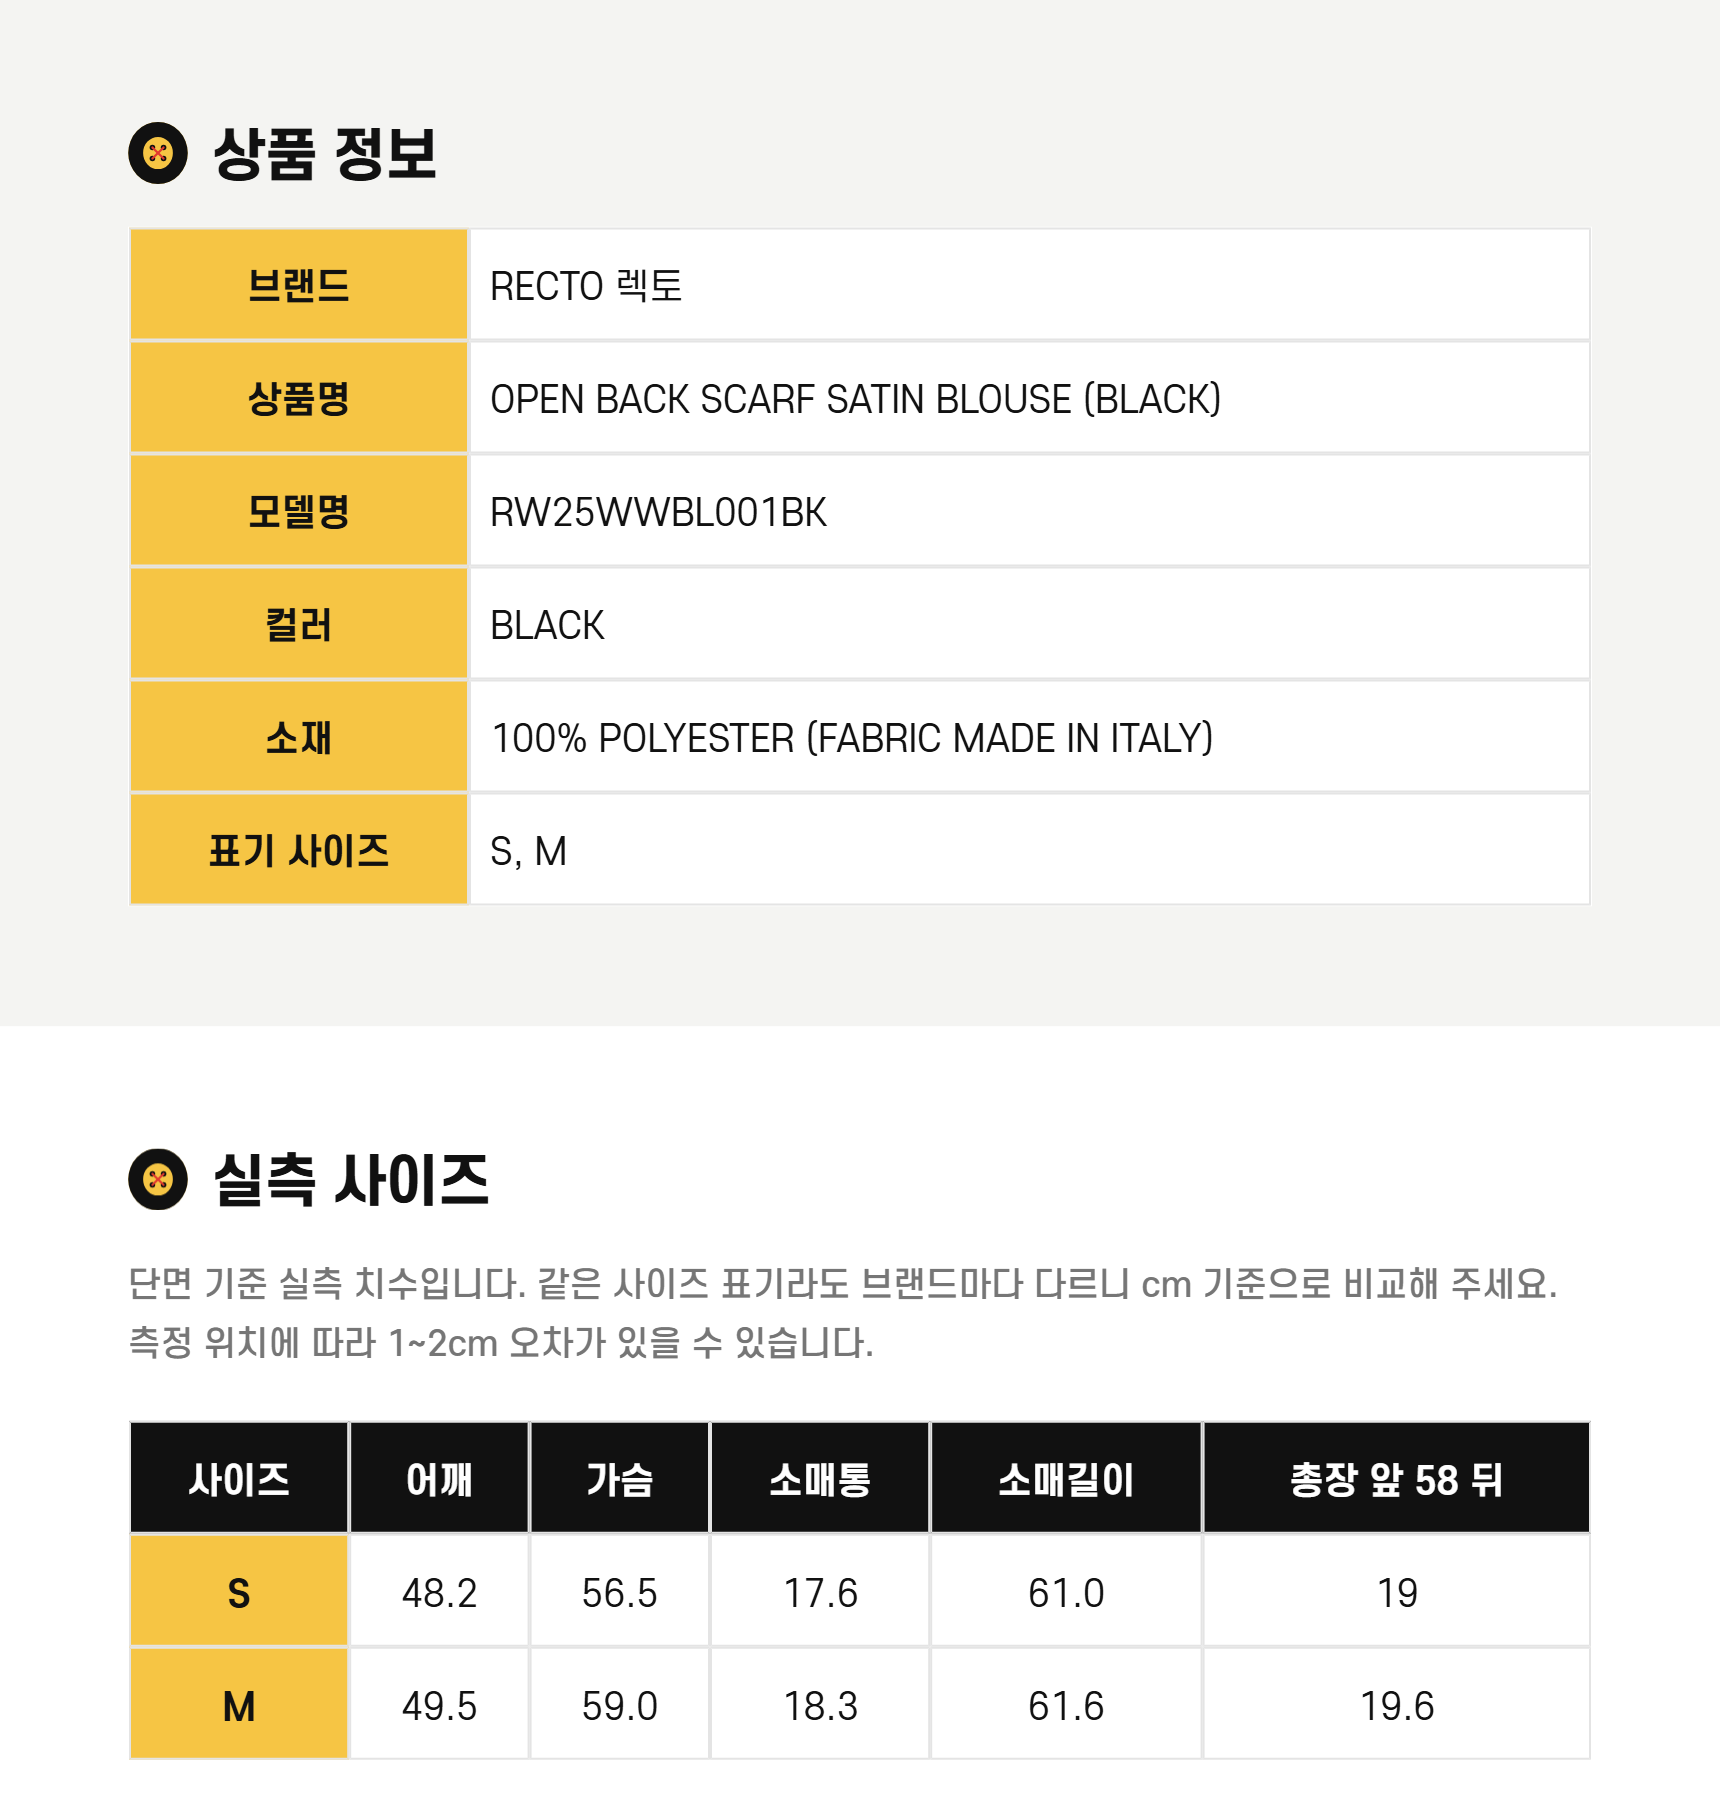 상품 정보
브랜드 RECTO 렉토
상품명 OPEN BACK SCARF SATIN BLOUSE (BLACK)
모델명 RW25WWBL001BK
컬러 BLACK
소재 100% POLYESTER (FABRIC MADE IN ITALY)
표기 사이즈 S, M
실측 사이즈
단면 기준 실측 치수입니다. 같은 사이즈 표기라도 브랜드마다 다르니 cm 기준으로 비교해 주세요.
측정 위치에 따라 1~2cm 오차가 있을 수 있습니다.
사이즈 어깨 가슴 소매통 소매길이 총장 앞 58 뒤
S 48.2 56.5 17.6 61.0 19
M 49.5 59.0 18.3 61.6 19.6